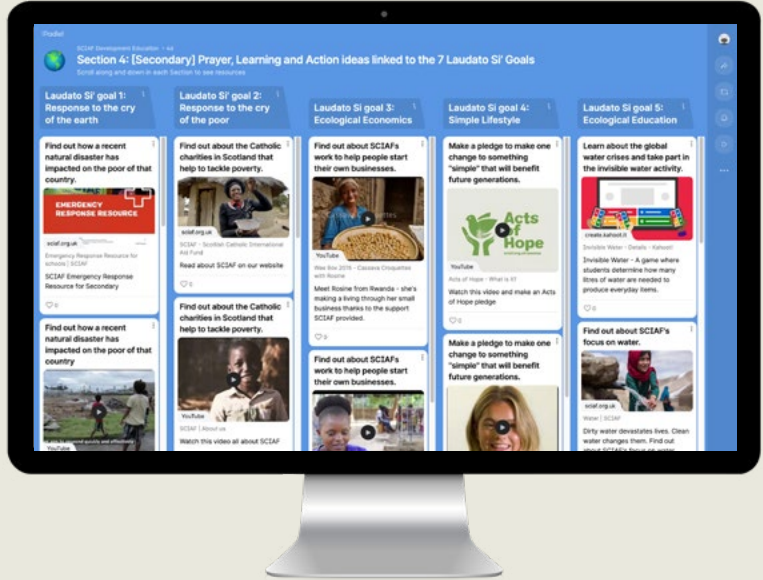 Padlet
SCIAF Development Education • 4d
Section 4: [Secondary] Prayer, Learning and Action ideas linked to the 7 Laudato Si' Goals
Scroll along and down in each Section to see resources
Laudato Si' goal 1:
Response to the cry
of the earth
Find out how a recent
natural disaster has
impacted on the poor of that
country.
EMERGENCY
RESPONSE RESOURCE
sciaf.org.uk
Emergency Response Resource for
schools | SCIAF
SCIAF Emergency Response
Resource for Secondary
0
Find out how a recent
natural disaster has
impacted on the poor of that
country
respond quickly and effectively
YouTube
Laudato Si' goal 2:
Response to the cry
of the poor
Find out about the Catholic
charities in Scotland that
help to tackle poverty.
sciaf.org.uk
SCIAF - Scottish Catholic International
Aid Fund
Read about SCIAF on our website
0
Find out about the Catholic
charities in Scotland that
help to tackle poverty.
YouTube
SCIAF | About us
Watch this video all about SCIAF
Laudato Si goal 3:
Ecological Economics
Find out about SCIAFs
work to help people start
their own businesses.
YouTube
Wee Box 2016 - Cassava Croquettes
with Rosine
Meet Rosine from Rwanda - she's
making a living through her small
business thanks to the support
SCIAF provided.
0
Find out about SCIAFs
work to help people start
their own businesses.
Laudato Si goal 4:
Simple Lifestyle
Make a pledge to make one
change to something
"simple" that will benefit
future generations.
Acts
of
Hope
YouTube
Acts of Hope - What is it?
Watch this video and make an Acts
of Hope pledge
0
Make a pledge to make one
change to something
"simple" that will benefit
future generations.
Laudato Si goal 5:
Ecological Education
Learn about the global
water crises and take part in
the invisible water activity.
create.kahoot.it
Invisible Water - Details - Kahoot!
Invisible Water - A game where
students determine how many
litres of water are needed to
produce everyday items.
0
Find out about SCIAF's
focus on water.
sciaf.org.uk
Water | SCIAF
Dirty water devastates lives. Clean
water changes them. Find out
about SCIAF's focus on water